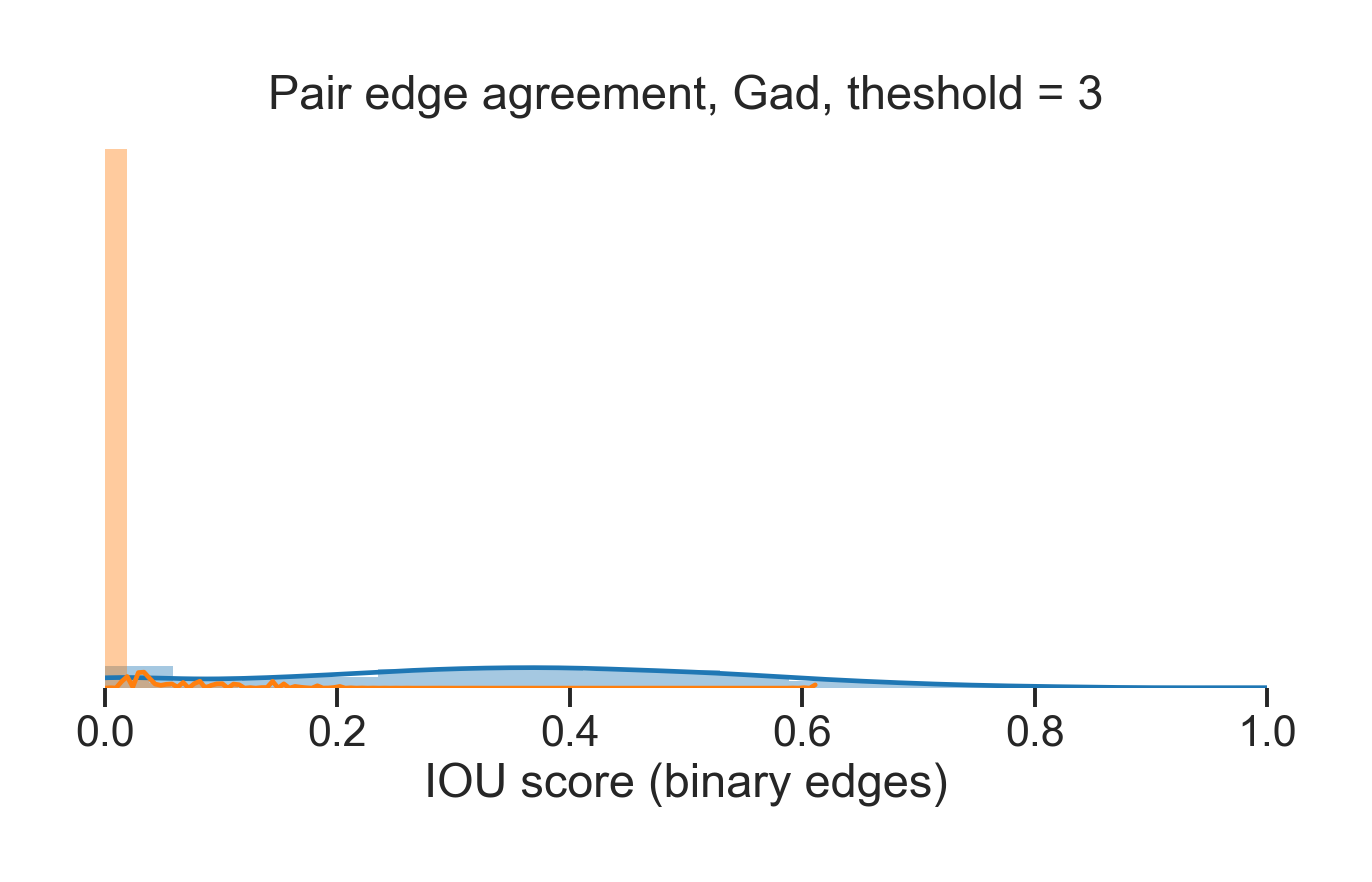 Pair edge agreement, Gad, theshold = 3
0.0 0.2 0.4 0.6 0.8 1.0
IOU score (binary edges)